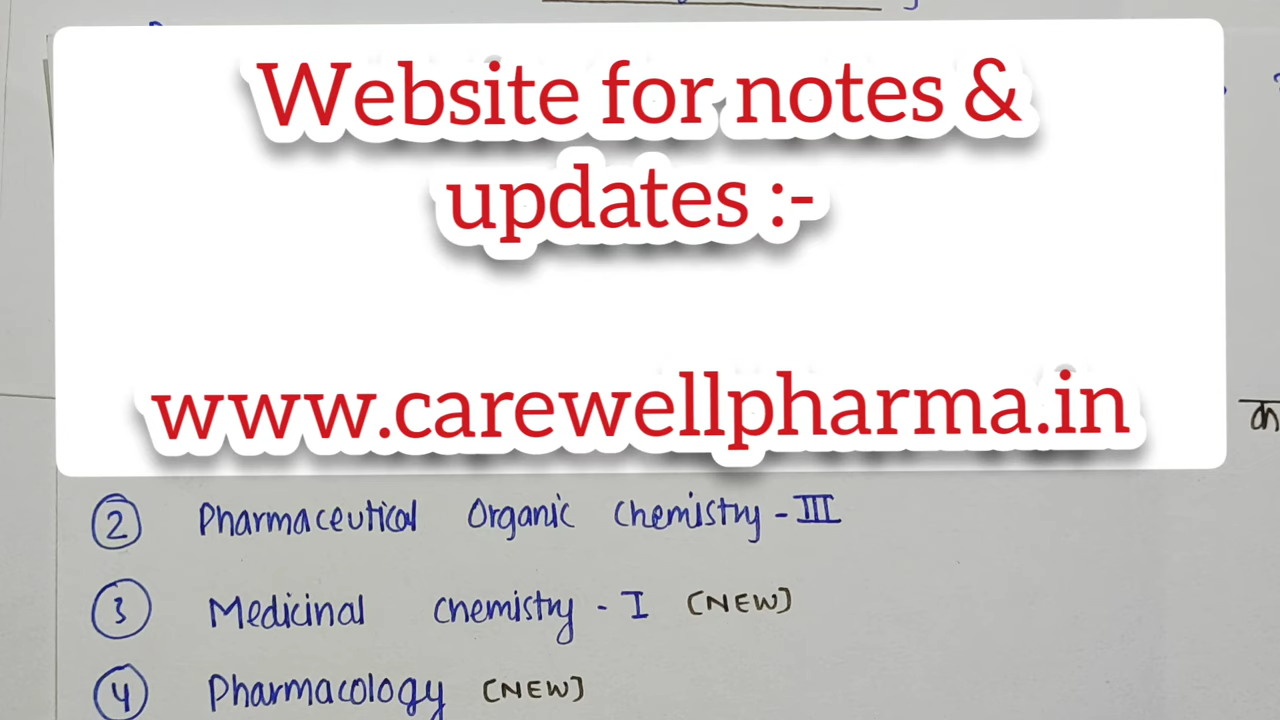 Website for notes &
updates :-
www.carewellpharma.in
② Pharmaceutical Organic Chemistry - III
③ Medicinal chemistry - I [NEW]
④ Pharmacology [NEW]